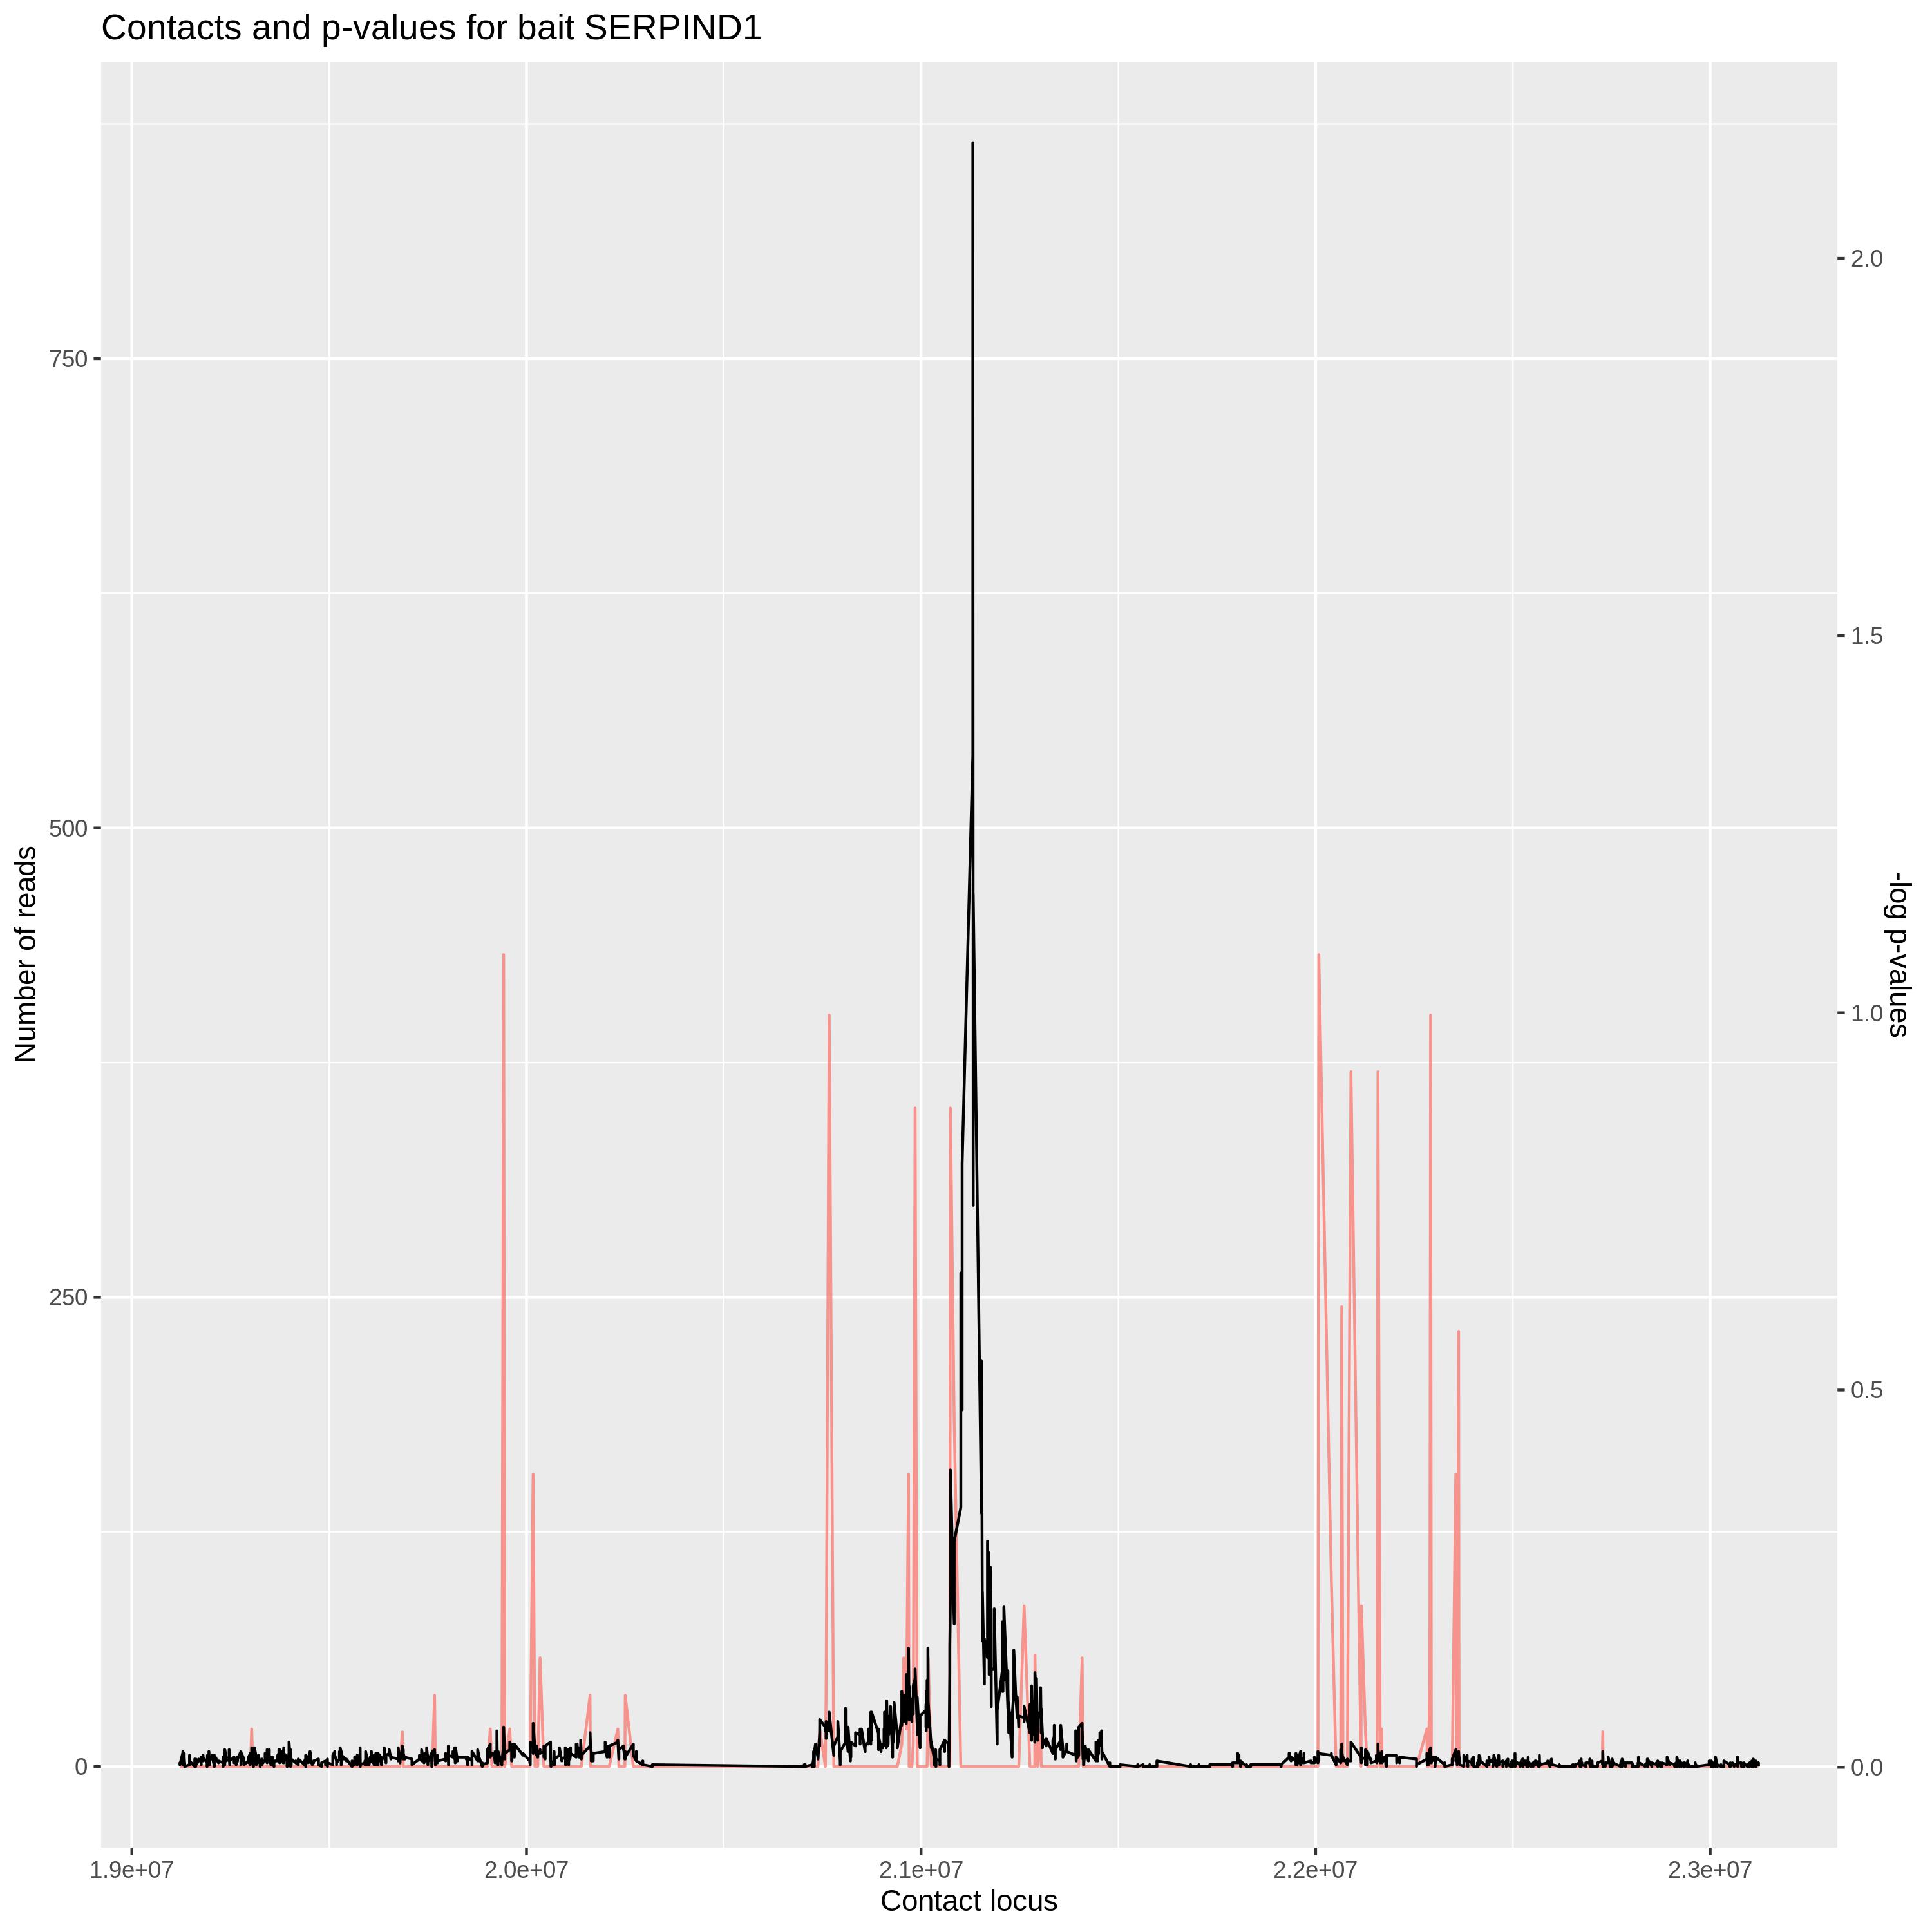 Contacts and p-values for bait SERPIND1
Number of reads
750
500
250
0
2.0
1.5
1.0
0.5
0.0
-log p-values
1.9e+07
2.0e+07
2.1e+07
2.2e+07
2.3e+07
Contact locus